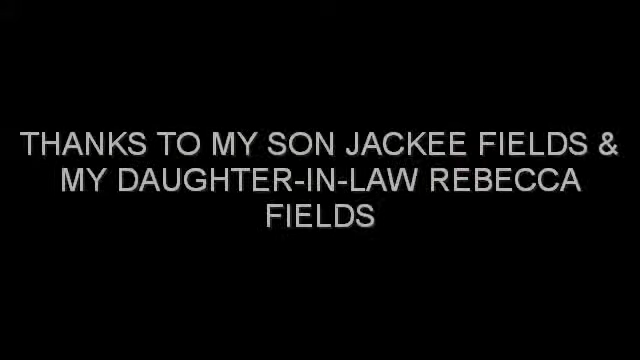 THANKS TO MY SON JACKEE FIELDS &
MY DAUGHTER-IN-LAW REBECCA
FIELDS